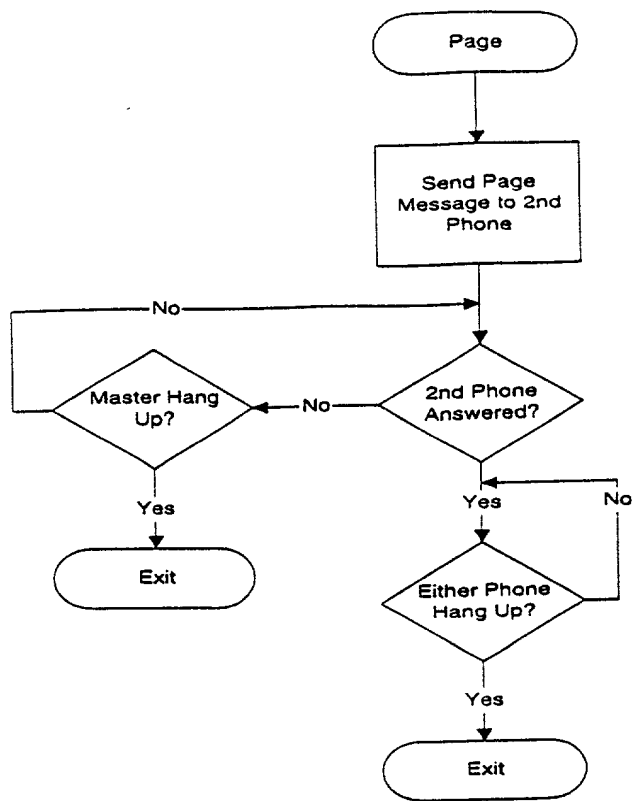 Page
Send Page
Message to 2nd
Phone
No
Master Hang
Up?
No
2nd Phone
Answered?
Yes
Yes
No
Exit
Either Phone
Hang Up?
Yes
Exit